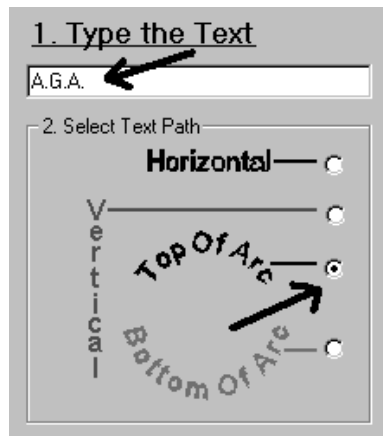 1. Type the Text
A.G.A.
2. Select Text Path
Horizontal
Vertical
Top Of Arc
Bottom Of Arc